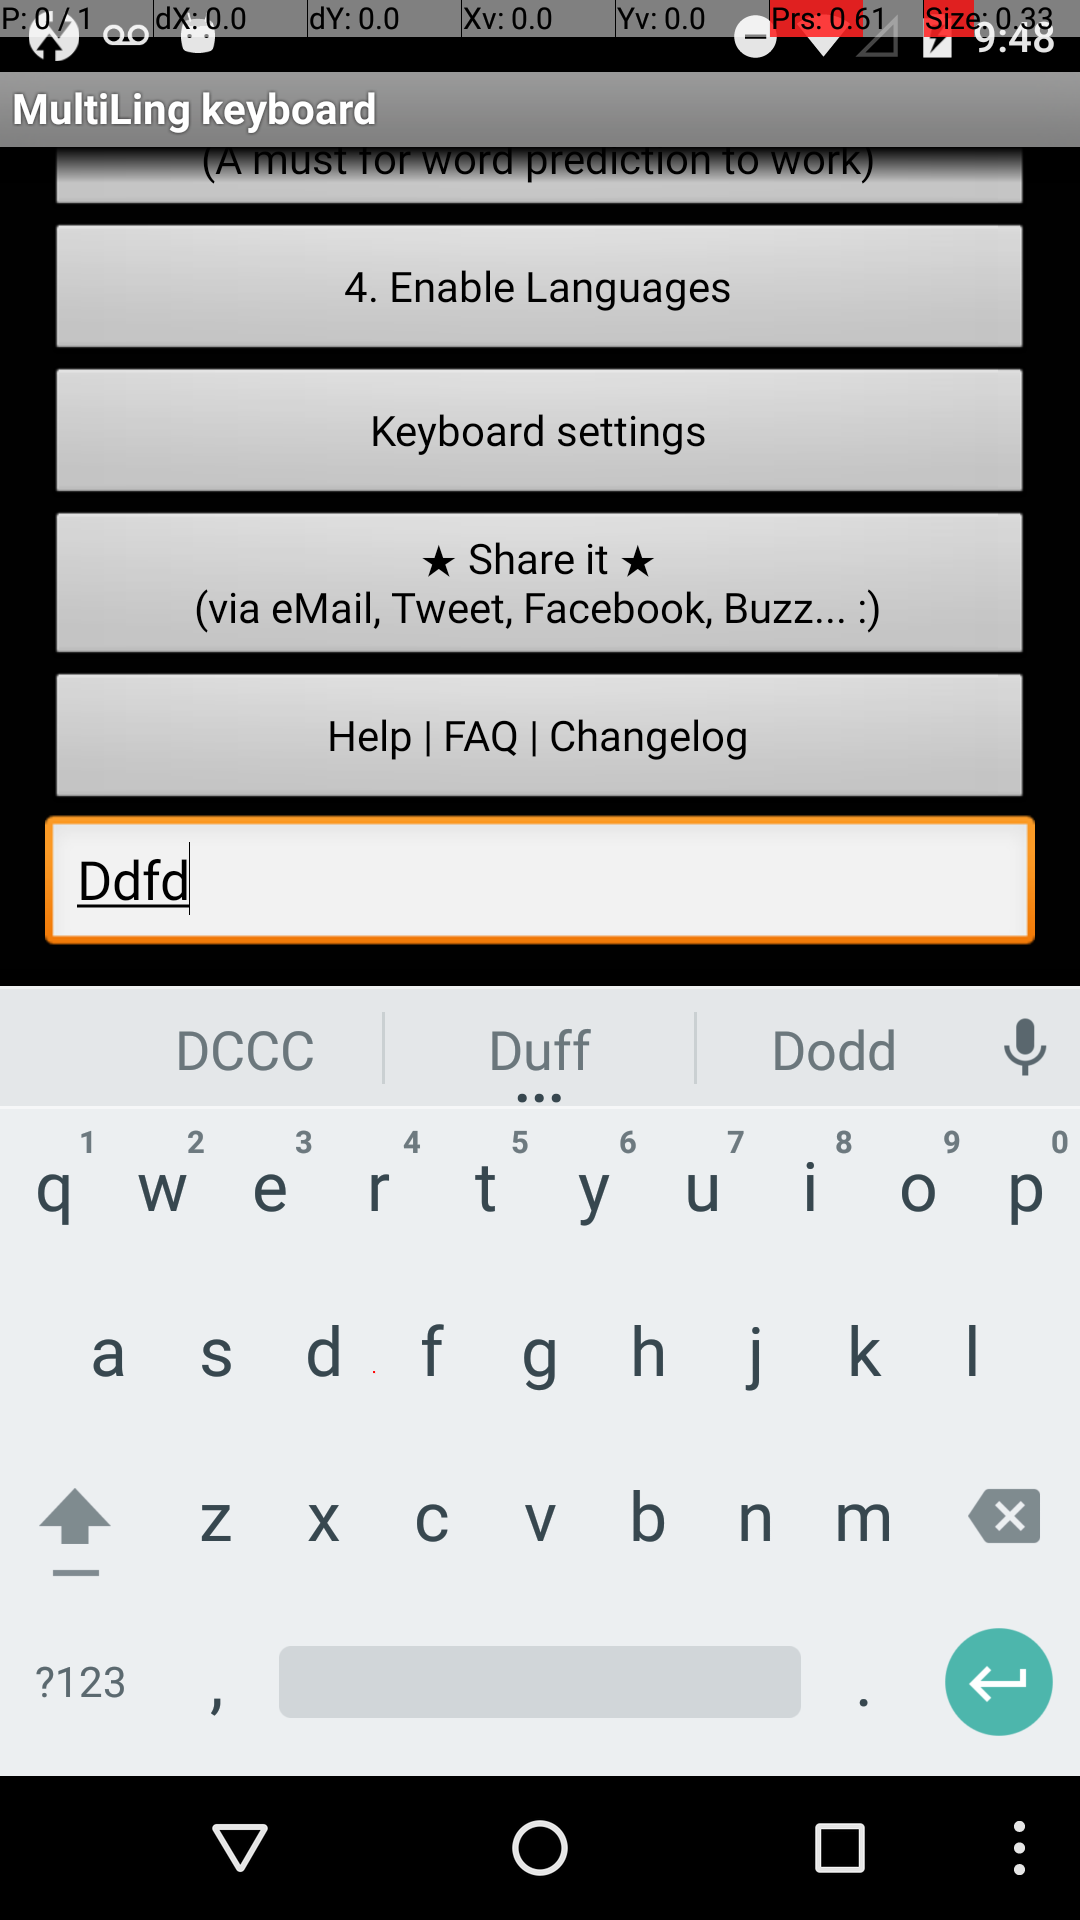 P: 0 / 1 dX: 0.0 dY: 0.0 Xv: 0.0 Yv: 0.0 Prs: 0.61 Size: 0.33
9:48
MultiLing keyboard
(A must for word prediction to work)
4. Enable Languages
Keyboard settings
★ Share it ★
(via eMail, Tweet, Facebook, Buzz... :)
Help | FAQ | Changelog
Ddfd
DCCC Duff Dodd
1 2 3 4 5 6 7 8 9 0
q w e r t y u i o p
a s d f g h j k l
z x c v b n m
?123 , .